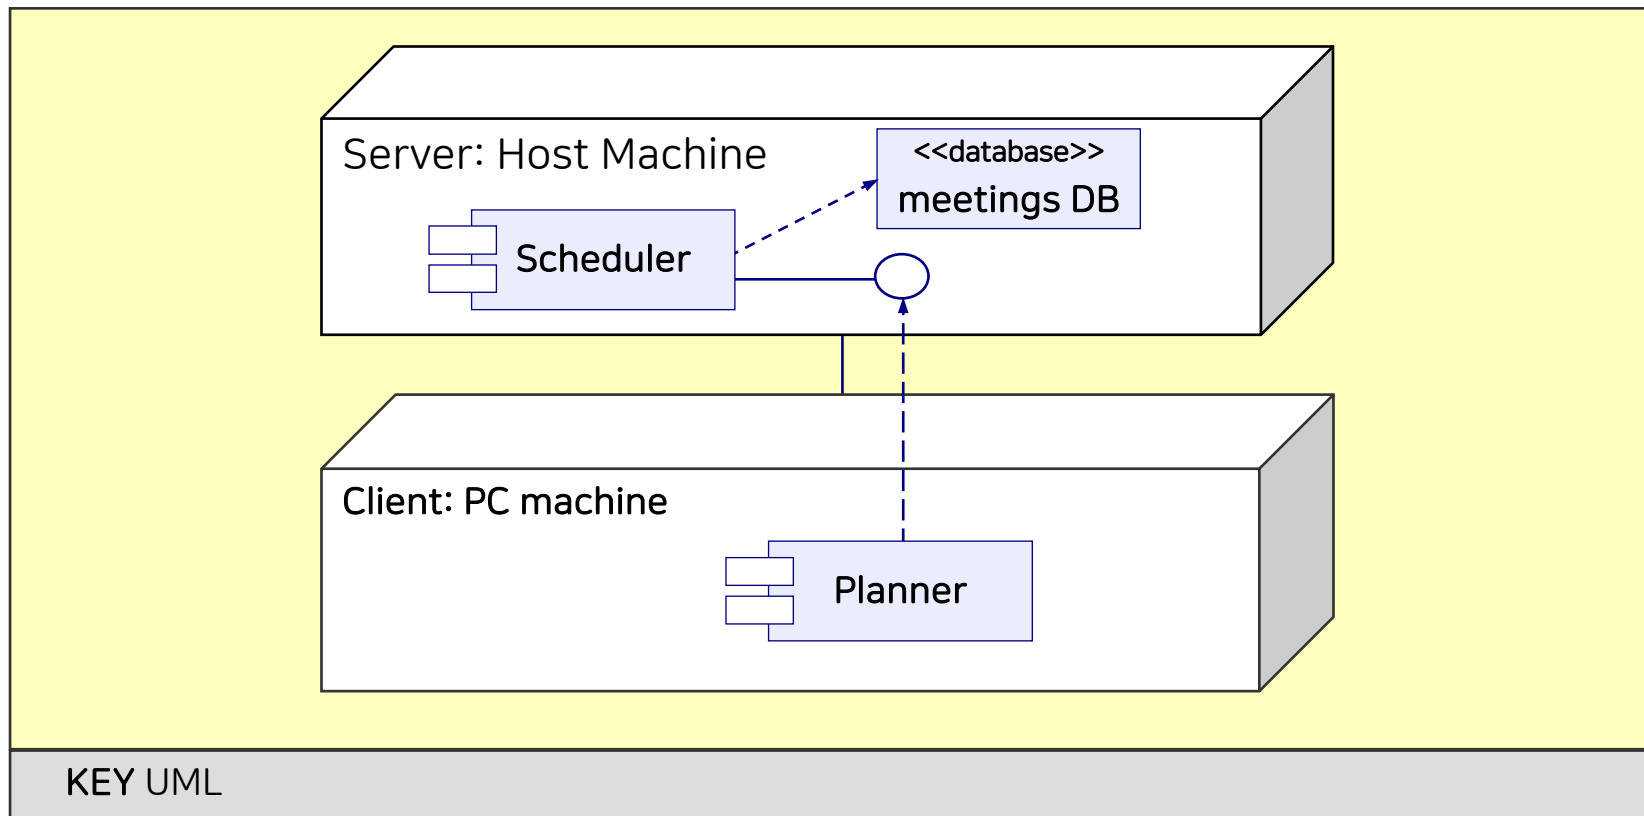 Server: Host Machine
<<database>>
meetings DB
Scheduler
Client: PC machine
Planner
KEY UML